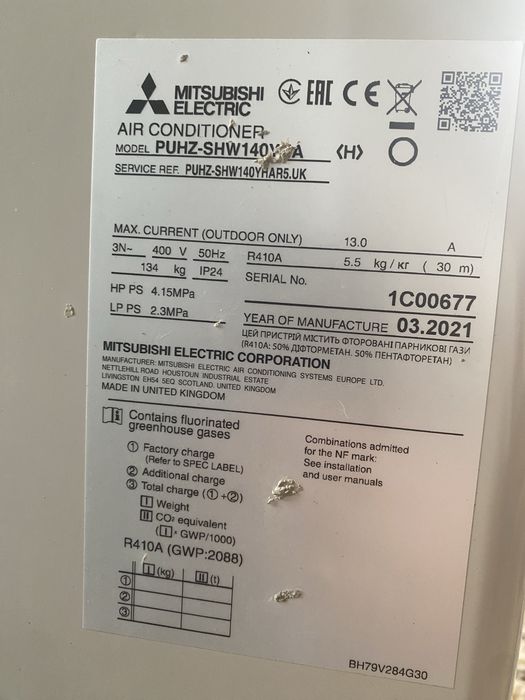 MITSUBISHI
ELECTRIC
EAC CE
AIR CONDITIONER
MODEL PUHZ-SHW140Y A ⟨H⟩
SERVICE REF. PUHZ-SHW140YHAR5.UK
MAX. CURRENT (OUTDOOR ONLY) 13.0 A
3N~ 400 V 50Hz R410A 5.5 kg/кг ( 30 m)
134 kg IP24 SERIAL No.
HP PS 4.15MPa 1C00677
LP PS 2.3MPa YEAR OF MANUFACTURE 03.2021
ЦЕЙ ПРИСТРІЙ МІСТИТЬ ФТОРОВАНІ ПАРНИКОВІ ГАЗИ
(R410A: 50% ДІФТОРМЕТАН. 50% ПЕНТАФТОРЕТАН)
MITSUBISHI ELECTRIC CORPORATION
MANUFACTURER: MITSUBISHI ELECTRIC AIR CONDITIONING SYSTEMS EUROPE LTD.
NETTLEHILL ROAD HOUSTOUN INDUSTRIAL ESTATE
LIVINGSTON EH54 5EQ SCOTLAND. UNITED KINGDOM
MADE IN UNITED KINGDOM
Contains fluorinated
greenhouse gases
① Factory charge
(Refer to SPEC LABEL)
② Additional charge
③ Total charge (①+②)
I Weight
II CO2 equivalent
(I × GWP/1000)
R410A (GWP:2088)
I (kg) II (t)
①
②
③
Combinations admitted
for the NF mark:
See installation
and user manuals
BH79V284G30